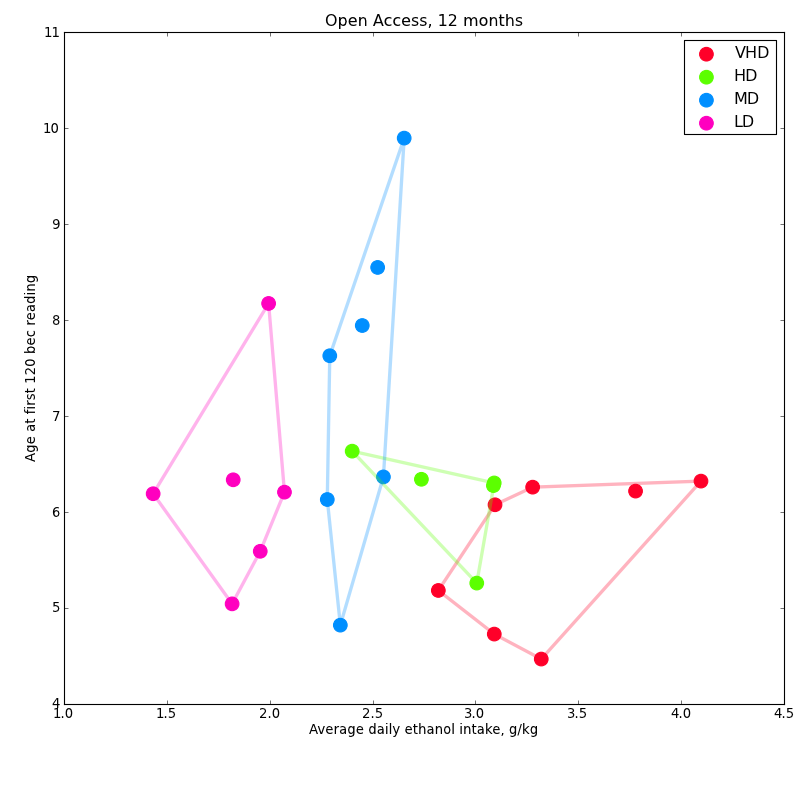 Open Access, 12 months
11
10
9
8
7
6
5
4
Age at first 120 bec reading
VHD
HD
MD
LD
1.0 1.5 2.0 2.5 3.0 3.5 4.0 4.5
Average daily ethanol intake, g/kg